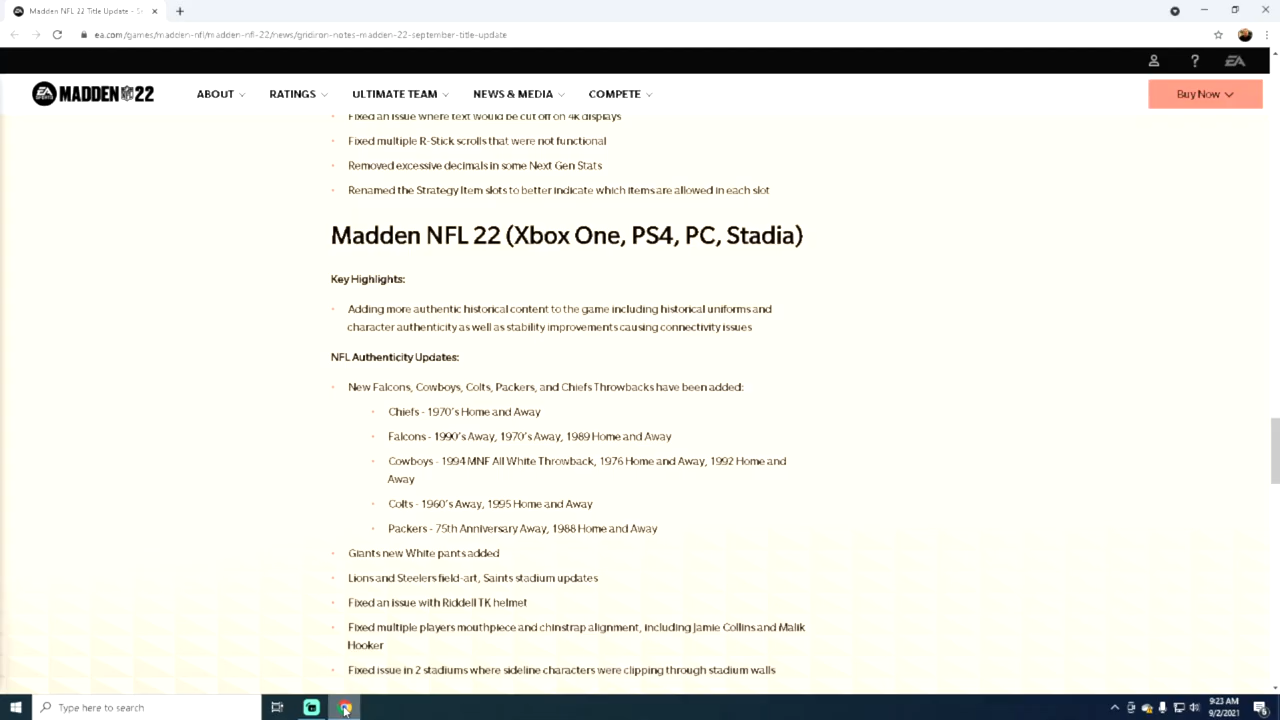 Madden NFL 22 Title Update -
ea.com/games/madden-nfl/madden-nfl-22/news/gridiron-notes-madden-22-september-title-update
EA SPORTS MADDEN NFL 22
ABOUT
RATINGS
ULTIMATE TEAM
NEWS & MEDIA
COMPETE
Buy Now
EA
Fixed an issue where text would be cut off on 4k displays
Fixed multiple R-Stick scrolls that were not functional
Removed excessive decimals in some Next Gen Stats
Renamed the Strategy Item slots to better indicate which items are allowed in each slot
Madden NFL 22 (Xbox One, PS4, PC, Stadia)
Key Highlights:
Adding more authentic historical content to the game including historical uniforms and
character authenticity as well as stability improvements causing connectivity issues
NFL Authenticity Updates:
New Falcons, Cowboys, Colts, Packers, and Chiefs Throwbacks have been added:
Chiefs - 1970's Home and Away
Falcons - 1990's Away, 1970's Away, 1989 Home and Away
Cowboys - 1994 MNF All White Throwback, 1976 Home and Away, 1992 Home and
Away
Colts - 1960's Away, 1995 Home and Away
Packers - 75th Anniversary Away, 1988 Home and Away
Giants new White pants added
Lions and Steelers field-art, Saints stadium updates
Fixed an issue with Riddell TK helmet
Fixed multiple players mouthpiece and chinstrap alignment, including Jamie Collins and Malik
Hooker
Fixed issue in 2 stadiums where sideline characters were clipping through stadium walls
Type here to search
9:23 AM
9/2/2021